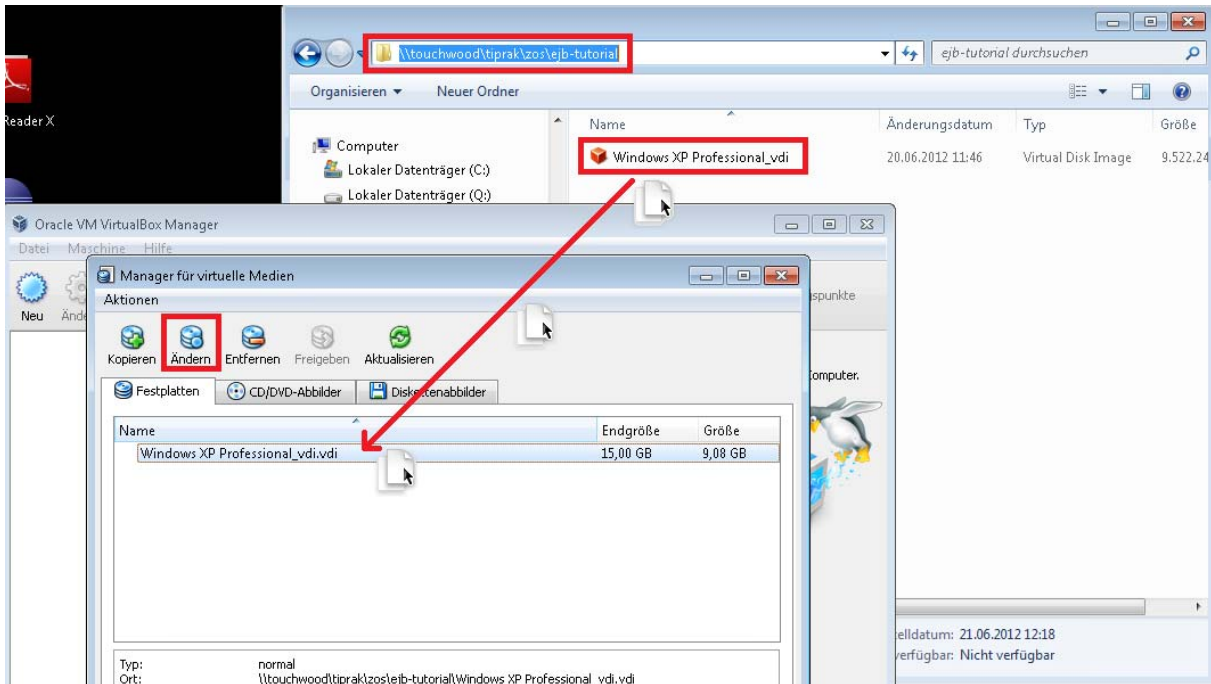 \\touchwood\tiprak\zos\ejb-tutorial
ejb-tutorial durchsuchen
Organisieren
Neuer Ordner
Reader X
Name
Änderungsdatum
Typ
Größe
Computer
Windows XP Professional_vdi
20.06.2012 11:46
Virtual Disk Image
9.522.24
Lokaler Datenträger (C:)
Lokaler Datenträger (Q:)
Oracle VM VirtualBox Manager
Datei Maschine Hilfe
Manager für virtuelle Medien
Aktionen
Neu
Ände
spunkte
Kopieren
Ändern
Entfernen
Freigeben
Aktualisieren
Computer.
Festplatten
CD/DVD-Abbilder
Diskettenabbilder
Name
Endgröße
Größe
Windows XP Professional_vdi.vdi
15,00 GB
9,08 GB
elldatum: 21.06.2012 12:18
verfügbar: Nicht verfügbar
Typ: normal
Ort: \\touchwood\tiprak\zos\ejb-tutorial\Windows XP Professional_vdi.vdi